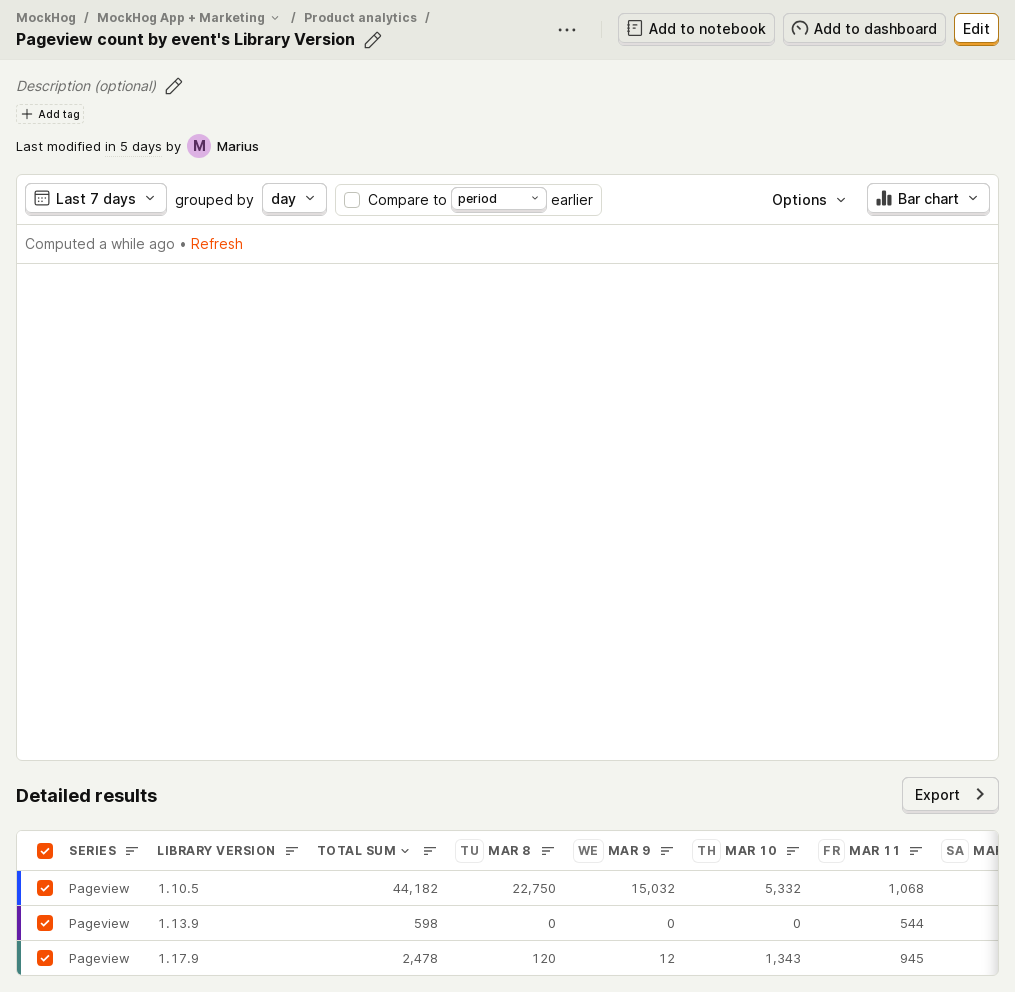 MockHog / MockHog App + Marketing / Product analytics /
Pageview count by event's Library Version
Add to notebook
Add to dashboard
Edit
Description (optional)
Add tag
Last modified in 5 days by M Marius
Last 7 days grouped by day Compare to period earlier Options Bar chart
Computed a while ago • Refresh
Detailed results
Export
SERIES LIBRARY VERSION TOTAL SUM TU MAR 8 WE MAR 9 TH MAR 10 FR MAR 11 SA
Pageview 1.10.5 44,182 22,750 15,032 5,332 1,068
Pageview 1.13.9 598 0 0 0 544
Pageview 1.17.9 2,478 120 12 1,343 945